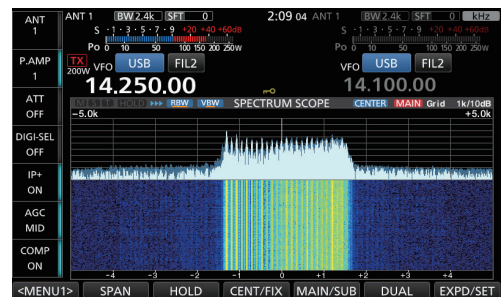 ANT 1
ANT 1 BW 2.4k SFT 0 2:09 04 ANT 1 BW 2.4k SFT 0 kHz
S 1 3 5 7 9 +20 +40 +60dB S 1 3 5 7 9 +20 +40 +60dB
Po 0 10 50 100 150 200 250W Po 0 10 50 100 150 200 250W
P.AMP 1
TX 200W VFO USB FIL2 VFO USB FIL2
14.250.00 14.100.00
ATT OFF
HOLD RBW VBW SPECTRUM SCOPE CENTER MAIN Grid 1k/10dB
-5.0k +5.0k
DIGI-SEL OFF
IP+ ON
AGC MID
COMP ON
-4 -3 -2 -1 0 +1 +2 +3 +4
<MENU1> SPAN HOLD CENT/FIX MAIN/SUB DUAL EXPD/SET